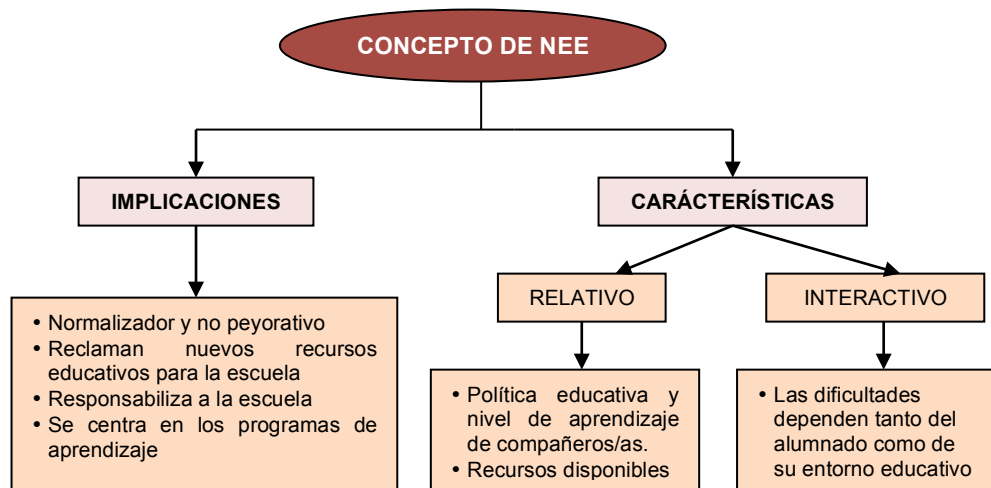 CONCEPTO DE NEE
IMPLICACIONES
CARÁCTERÍSTICAS
RELATIVO
INTERACTIVO
• Normalizador y no peyorativo
• Reclaman nuevos recursos
educativos para la escuela
• Responsabiliza a la escuela
• Se centra en los programas de
aprendizaje
• Política educativa y
nivel de aprendizaje
de compañeros/as.
• Recursos disponibles
• Las dificultades
dependen tanto del
alumnado como de
su entorno educativo